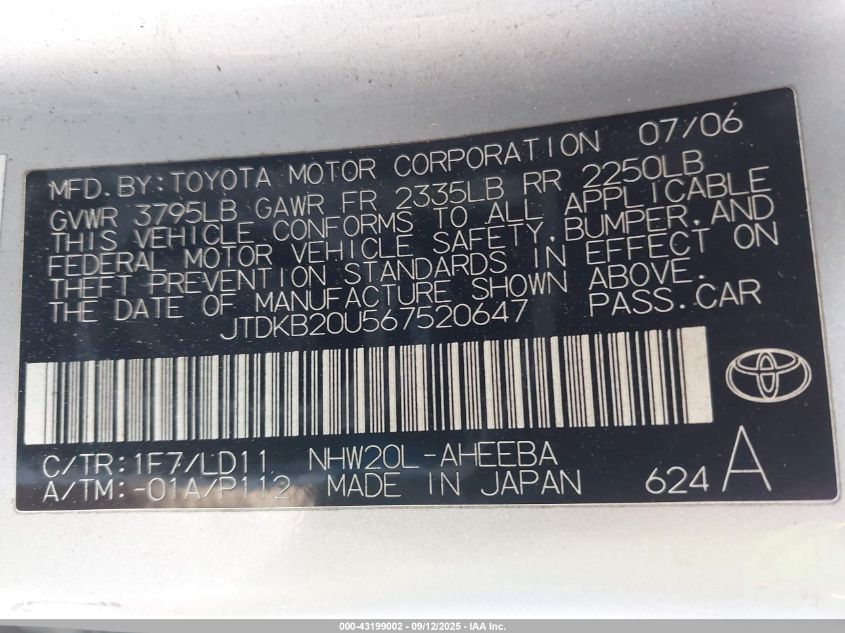 MFD. BY: TOYOTA MOTOR CORPORATION 07/06
GVWR 3795LB GAWR FR 2335LB RR 2250LB
THIS VEHICLE CONFORMS TO ALL APPLICABLE
FEDERAL MOTOR VEHICLE SAFETY, BUMPER, AND
THEFT PREVENTION STANDARDS IN EFFECT ON
THE DATE OF MANUFACTURE SHOWN ABOVE.
JTDKB20U567520647 PASS. CAR
C/TR: 1F7/LD11 NHW20L-AHEEBA
A/TM: -01A/P112 MADE IN JAPAN 624 A
000-43199002 - 09/12/2025 - IAA Inc.